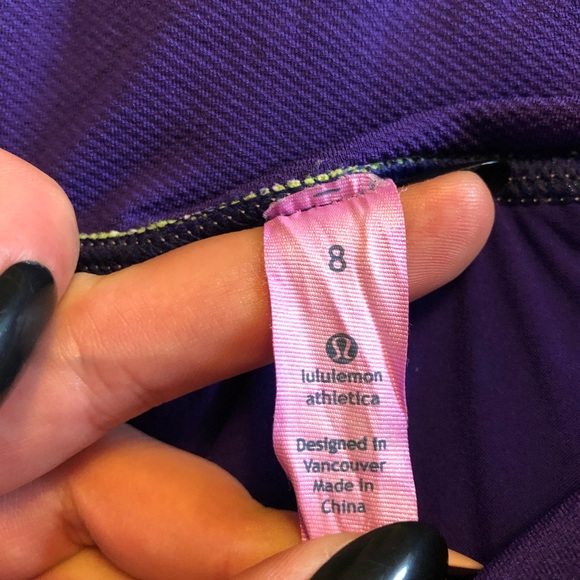 8
lululemon
athletica
Designed in
Vancouver
Made in
China